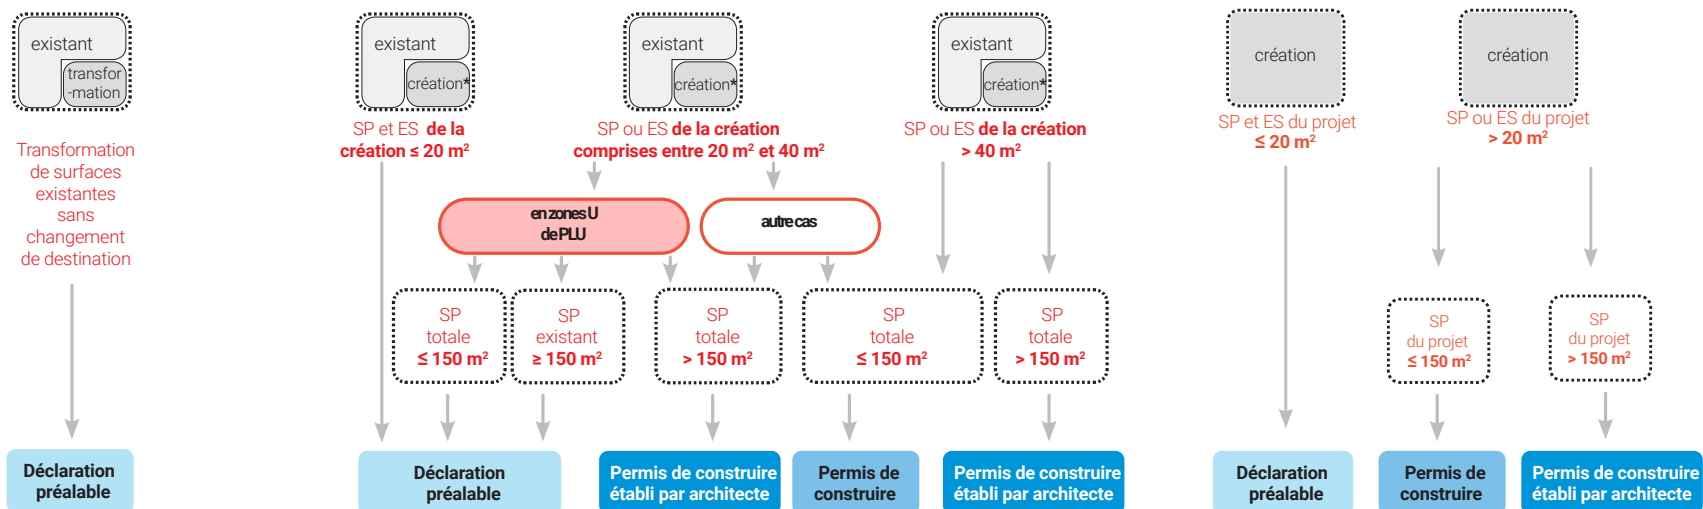 existant
transfor
-mation
Transformation
de surfaces
existantes
sans
changement
de destination
Déclaration
préalable
existant
création*
SP et ES de la
création ≤ 20 m²
existant
création*
SP ou ES de la création
comprises entre 20 m² et 40 m²
existant
création*
SP ou ES de la création
> 40 m²
en zones U
de PLU
autre cas
SP
totale
≤ 150 m²
SP
existant
≥ 150 m²
SP
totale
> 150 m²
SP
totale
≤ 150 m²
SP
totale
> 150 m²
Déclaration
préalable
Permis de construire
établi par architecte
Permis de
construire
Permis de construire
établi par architecte
création
SP et ES du projet
≤ 20 m²
création
SP ou ES du projet
> 20 m²
SP
du projet
≤ 150 m²
SP
du projet
> 150 m²
Déclaration
préalable
Permis de
construire
Permis de construire
établi par architecte